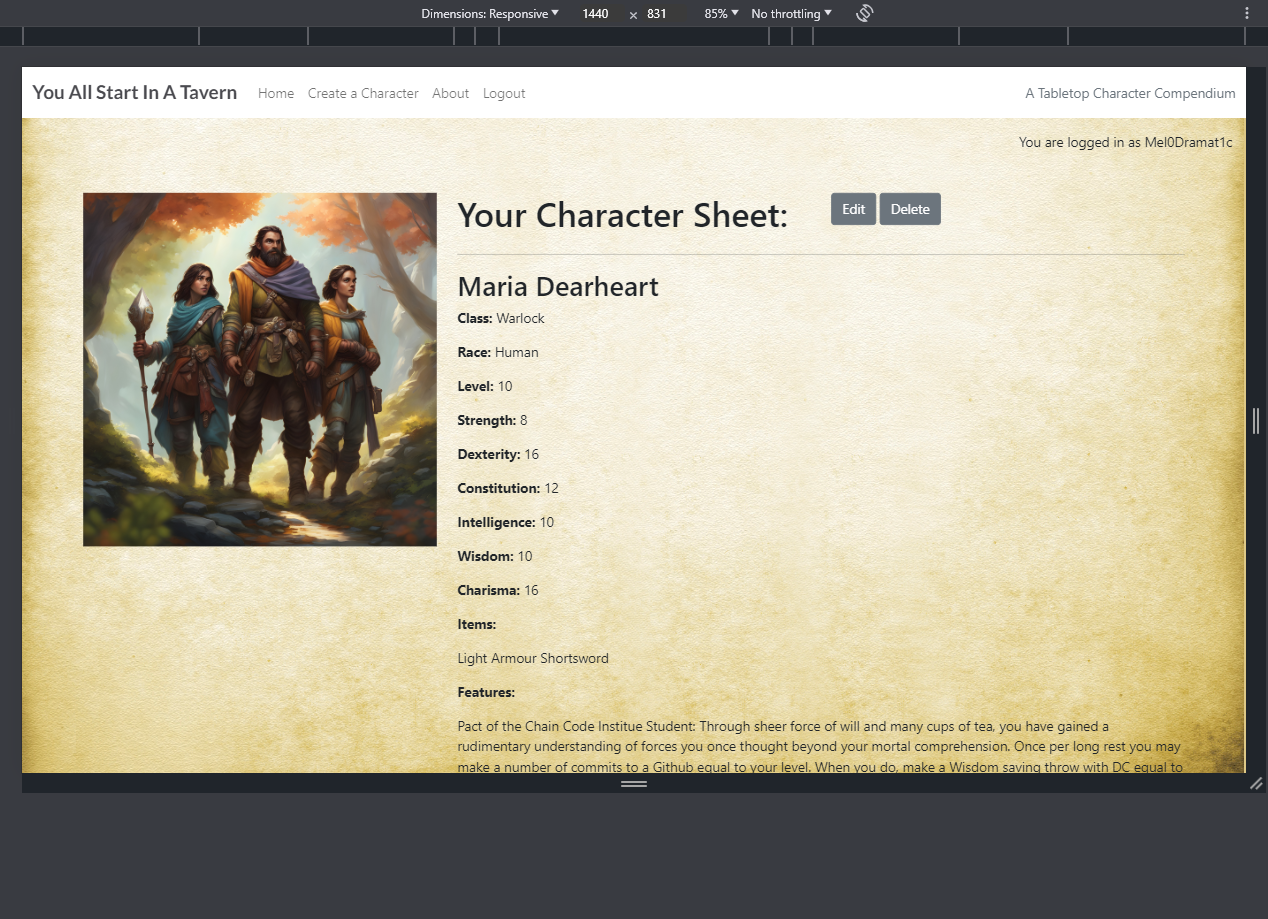 Dimensions: Responsive 1440 × 831 85% No throttling
You All Start In A Tavern Home Create a Character About Logout A Tabletop Character Compendium
You are logged in as Mel0Dramat1c
Your Character Sheet: Edit Delete
Maria Dearheart
Class: Warlock
Race: Human
Level: 10
Strength: 8
Dexterity: 16
Constitution: 12
Intelligence: 10
Wisdom: 10
Charisma: 16
Items:
Light Armour Shortsword
Features:
Pact of the Chain Code Institue Student: Through sheer force of will and many cups of tea, you have gained a
rudimentary understanding of forces you once thought beyond your mortal comprehension. Once per long rest you may
make a number of commits to a Github equal to your level. When you do, make a Wisdom saving throw with DC equal to